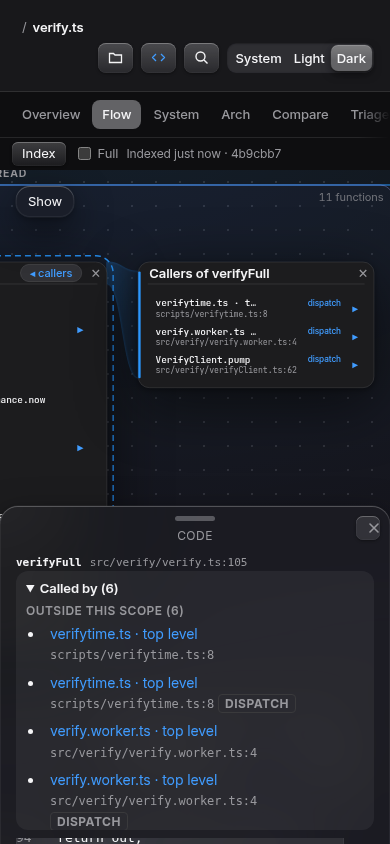 / verify.ts
System Light Dark
Overview Flow System Arch Compare Triage
Index Full Indexed just now · 4b9cbb7
READ
Show
11 functions
◂ callers ×
Callers of verifyFull ×
verifytime.ts · t… dispatch ▸
scripts/verifytime.ts:8
verify.worker.ts … dispatch ▸
src/verify/verify.worker.ts:4
VerifyClient.pump dispatch ▸
src/verify/verifyClient.ts:62
ance.now
CODE
×
verifyFull src/verify/verify.ts:105
▼ Called by (6)
OUTSIDE THIS SCOPE (6)
• verifytime.ts · top level
scripts/verifytime.ts:8
• verifytime.ts · top level
scripts/verifytime.ts:8 DISPATCH
• verify.worker.ts · top level
src/verify/verify.worker.ts:4
• verify.worker.ts · top level
src/verify/verify.worker.ts:4
DISPATCH
94 return out;